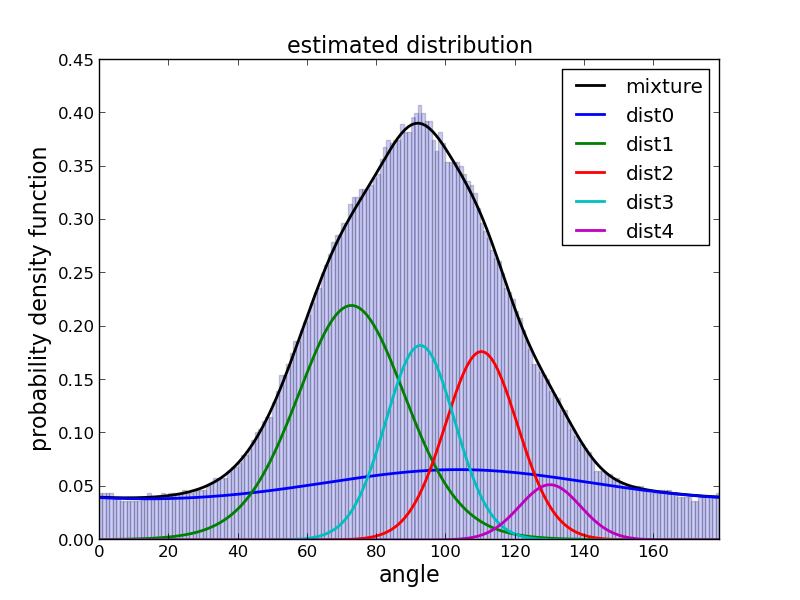 estimated distribution
0.45
0.40
0.35
0.30
0.25
0.20
0.15
0.10
0.05
0.00
probability density function
mixture
dist0
dist1
dist2
dist3
dist4
0 20 40 60 80 100 120 140 160
angle